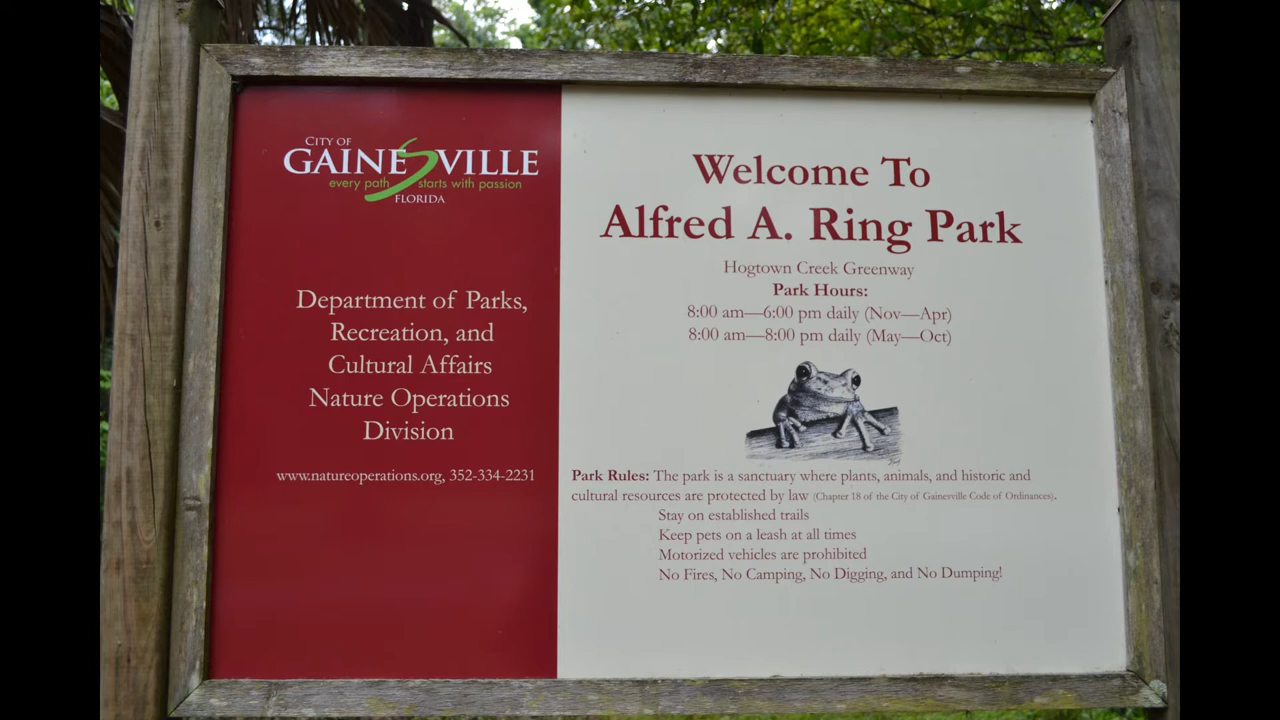 CITY OF
GAINESVILLE
every path starts with passion
FLORIDA
Department of Parks,
Recreation, and
Cultural Affairs
Nature Operations
Division
www.natureoperations.org, 352-334-2231
Welcome To
Alfred A. Ring Park
Hogtown Creek Greenway
Park Hours:
8:00 am—6:00 pm daily (Nov—Apr)
8:00 am—8:00 pm daily (May—Oct)
Park Rules: The park is a sanctuary where plants, animals, and historic and
cultural resources are protected by law (Chapter 18 of the City of Gainesville Code of Ordinances).
Stay on established trails
Keep pets on a leash at all times
Motorized vehicles are prohibited
No Fires, No Camping, No Digging, and No Dumping!